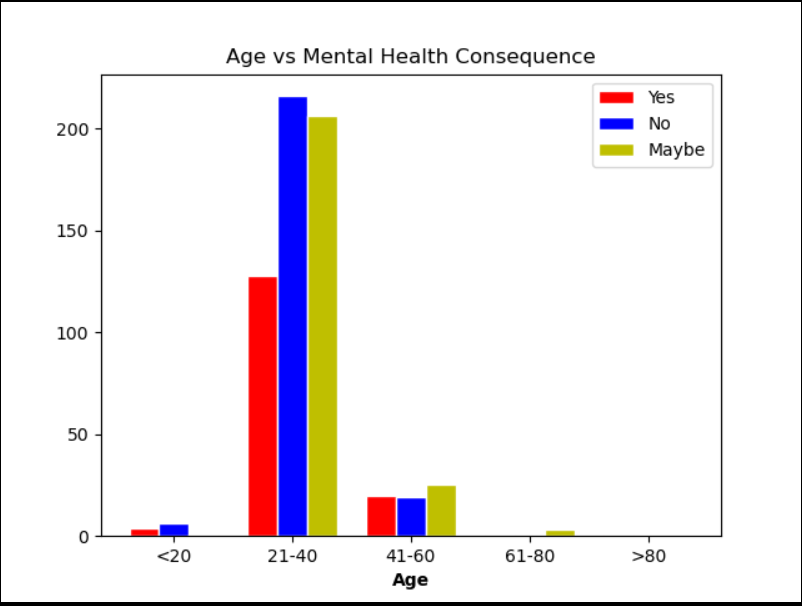 Age vs Mental Health Consequence
Yes
No
Maybe
200
150
100
50
0
<20 21-40 41-60 61-80 >80
Age